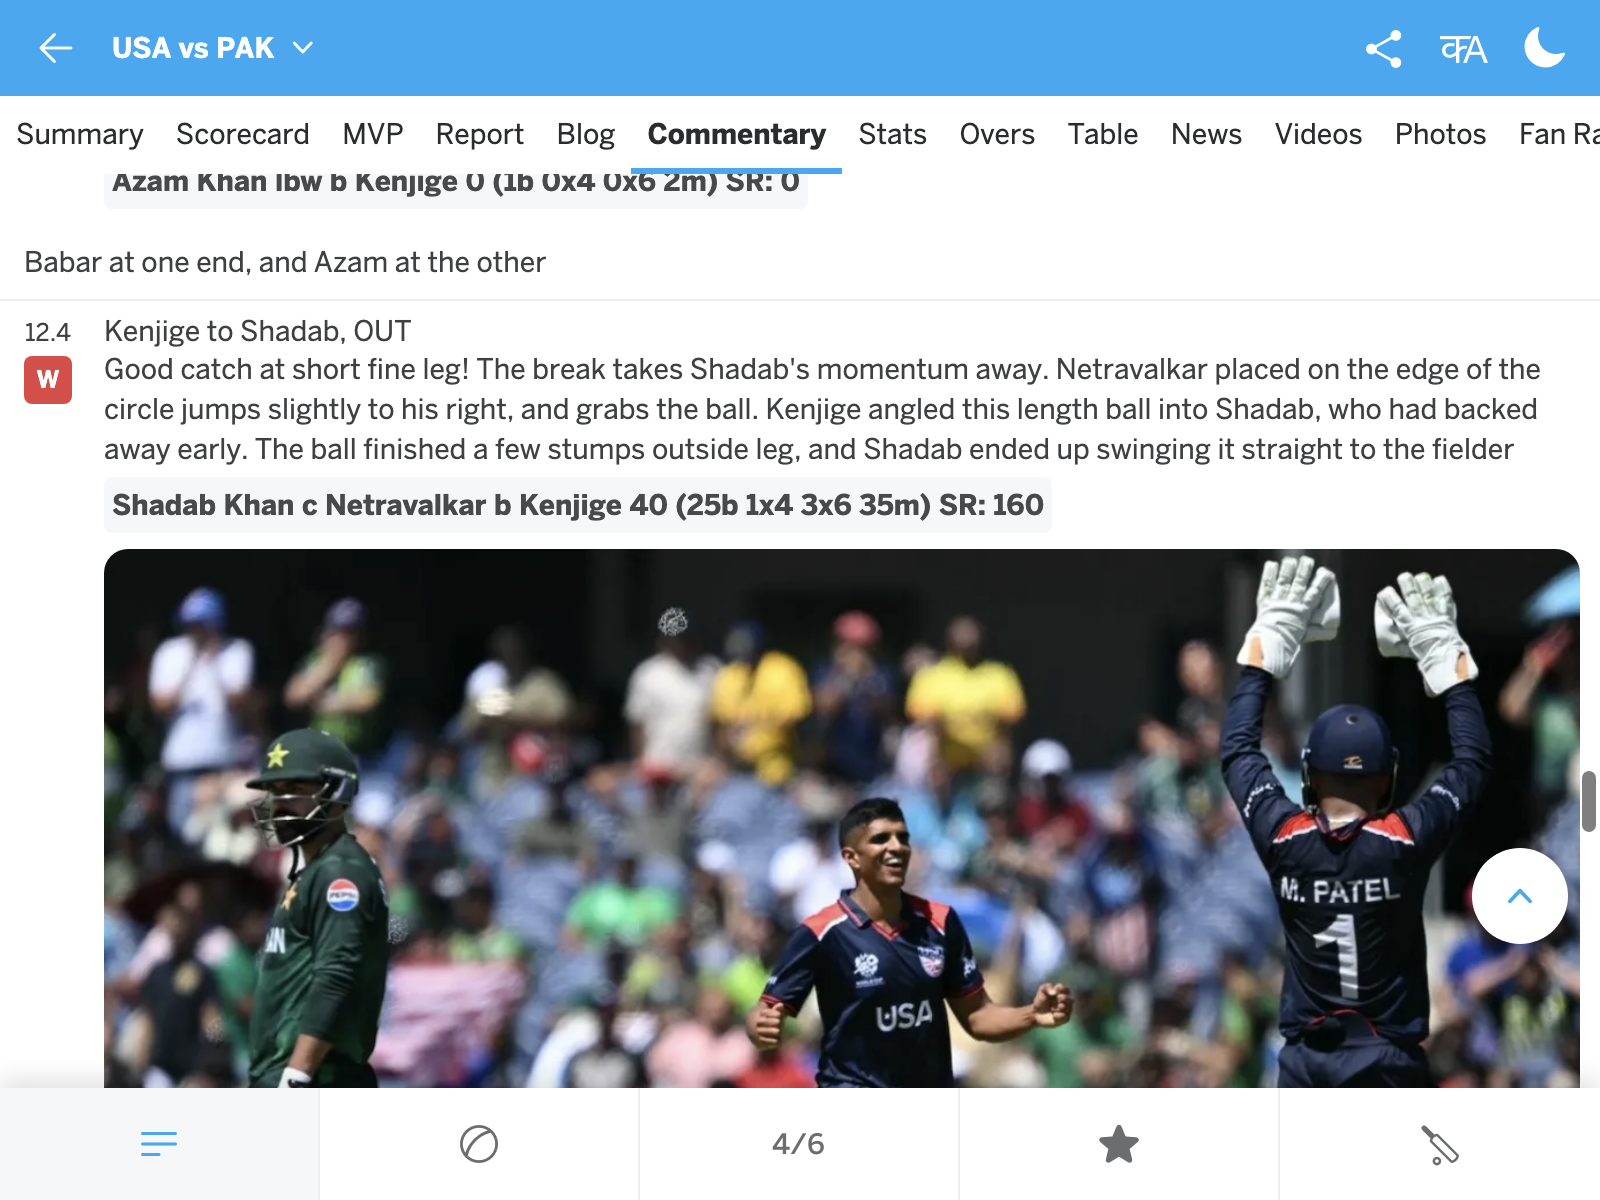 USA vs PAK
क A
Summary Scorecard MVP Report Blog Commentary Stats Overs Table News Videos Photos Fan Ra
Azam Khan lbw b Kenjige 0 (1b 0x4 0x6 2m) SR: 0
Babar at one end, and Azam at the other
12.4 Kenjige to Shadab, OUT
W
Good catch at short fine leg! The break takes Shadab's momentum away. Netravalkar placed on the edge of the
circle jumps slightly to his right, and grabs the ball. Kenjige angled this length ball into Shadab, who had backed
away early. The ball finished a few stumps outside leg, and Shadab ended up swinging it straight to the fielder
Shadab Khan c Netravalkar b Kenjige 40 (25b 1x4 3x6 35m) SR: 160
PEPSI
M. PATEL
1
USA
4/6